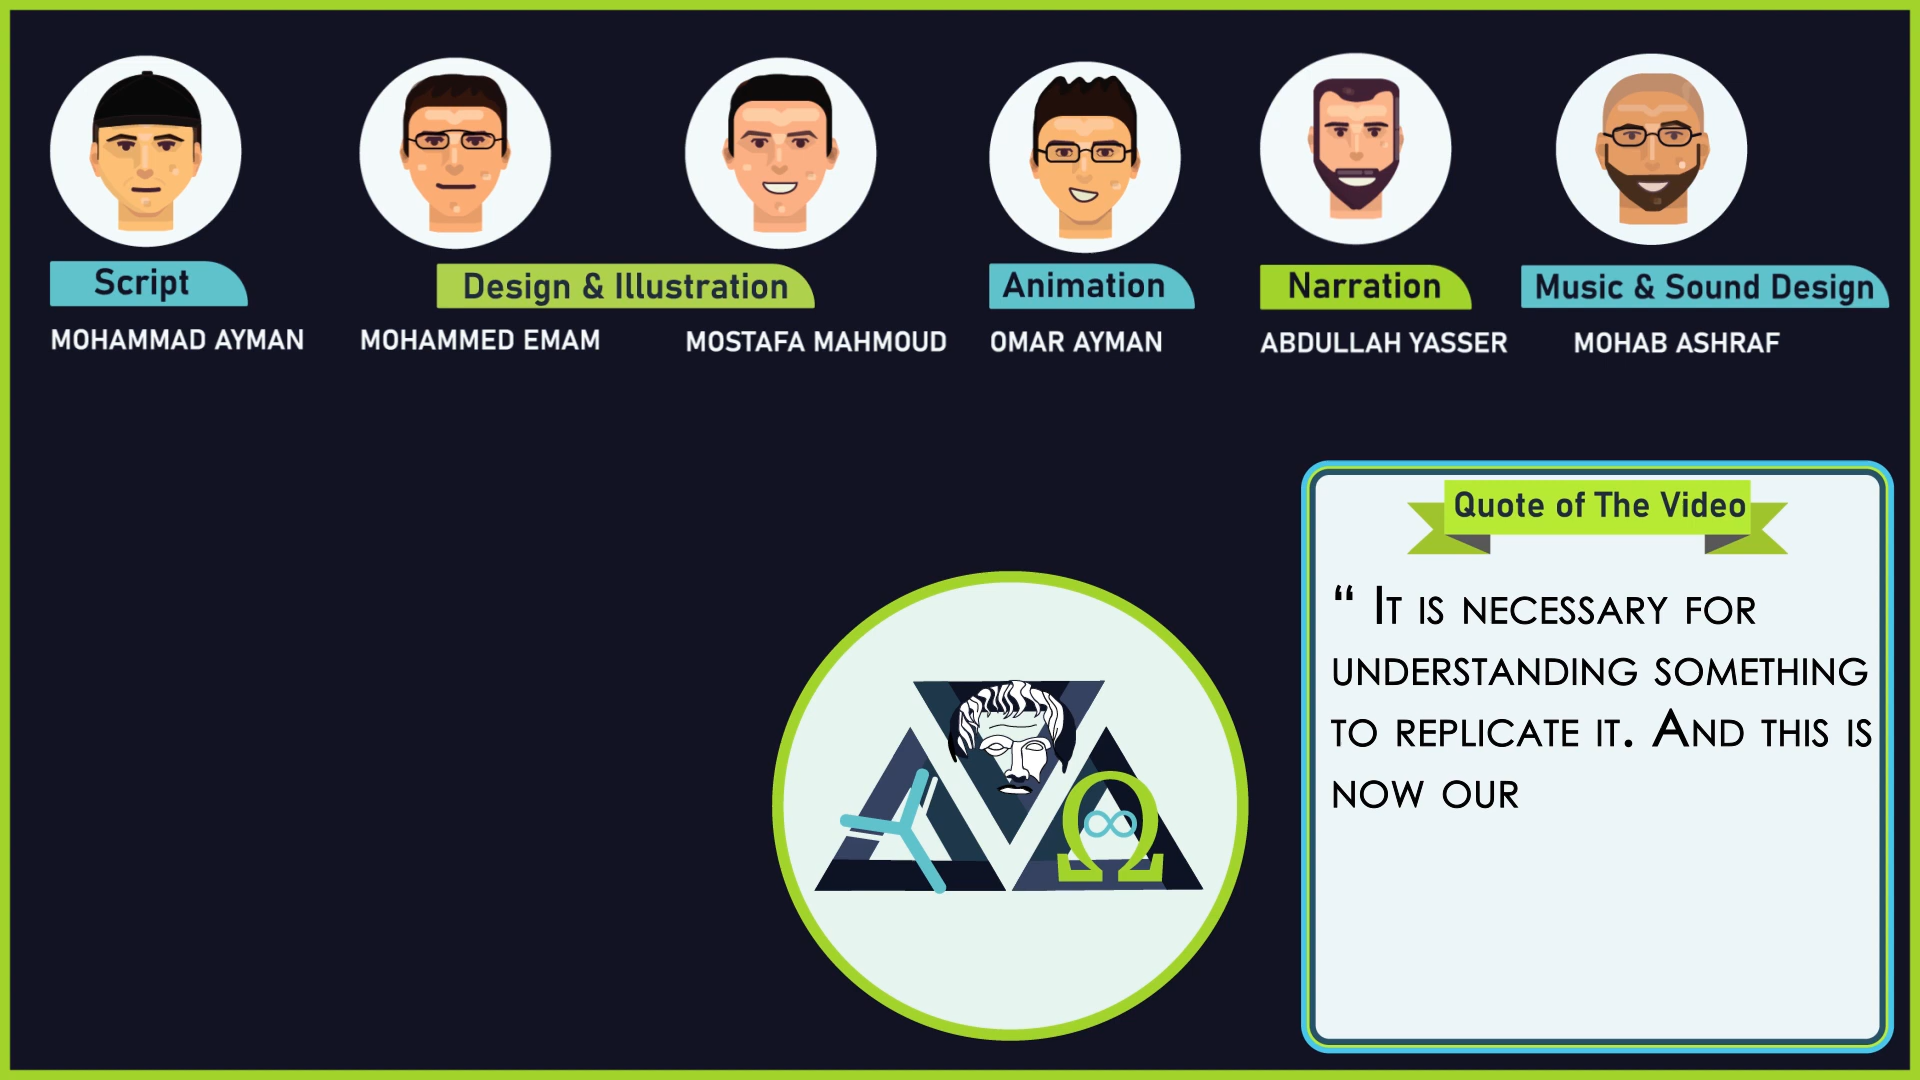 Script
Design & Illustration
Animation
Narration
Music & Sound Design
MOHAMMAD AYMAN
MOHAMMED EMAM
MOSTAFA MAHMOUD
OMAR AYMAN
ABDULLAH YASSER
MOHAB ASHRAF
Quote of The Video
“ It is necessary for
understanding something
to replicate it. And this is
now our
Ω
∞